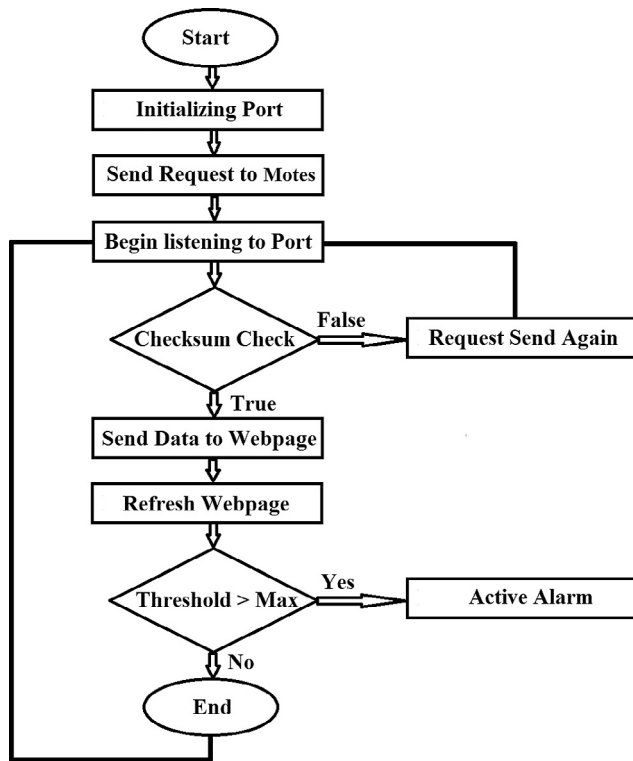 Start
Initializing Port
Send Request to Motes
Begin listening to Port
Checksum Check
False
Request Send Again
True
Send Data to Webpage
Refresh Webpage
Threshold > Max
Yes
Active Alarm
No
End